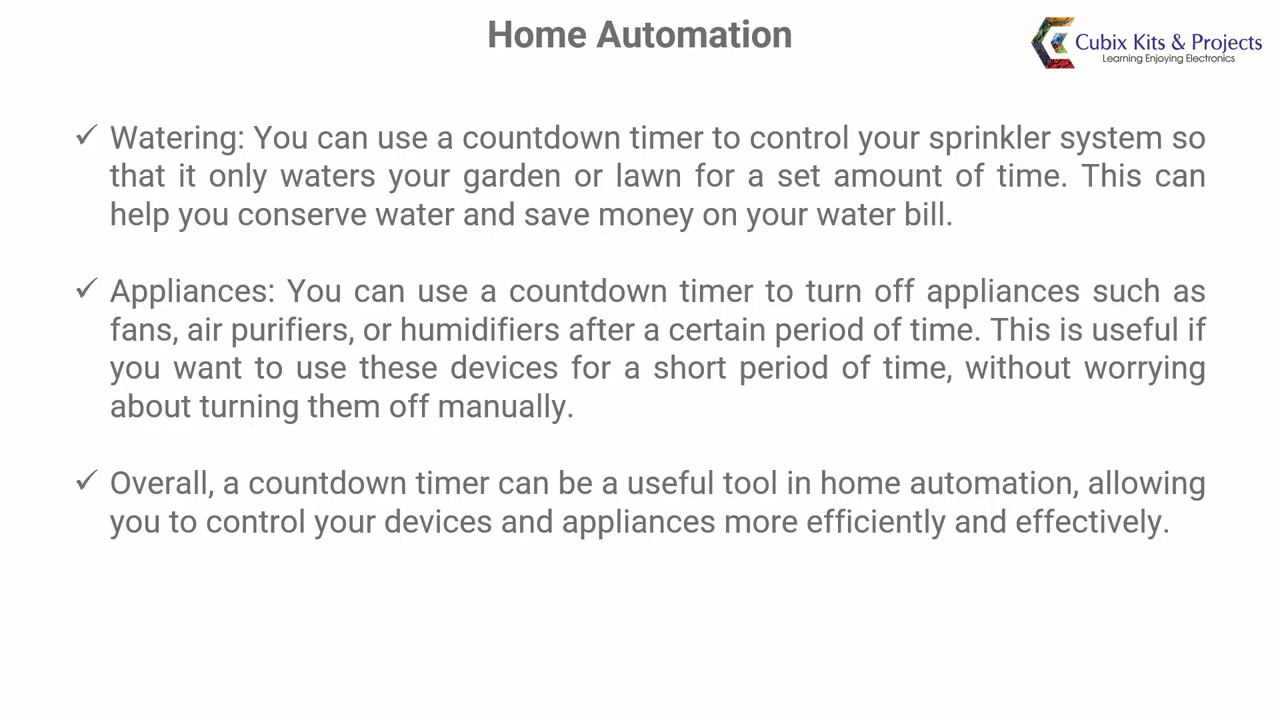 Home Automation
Cubix Kits & Projects
Learning Enjoying Electronics
✓ Watering: You can use a countdown timer to control your sprinkler system so
that it only waters your garden or lawn for a set amount of time. This can
help you conserve water and save money on your water bill.
✓ Appliances: You can use a countdown timer to turn off appliances such as
fans, air purifiers, or humidifiers after a certain period of time. This is useful if
you want to use these devices for a short period of time, without worrying
about turning them off manually.
✓ Overall, a countdown timer can be a useful tool in home automation, allowing
you to control your devices and appliances more efficiently and effectively.